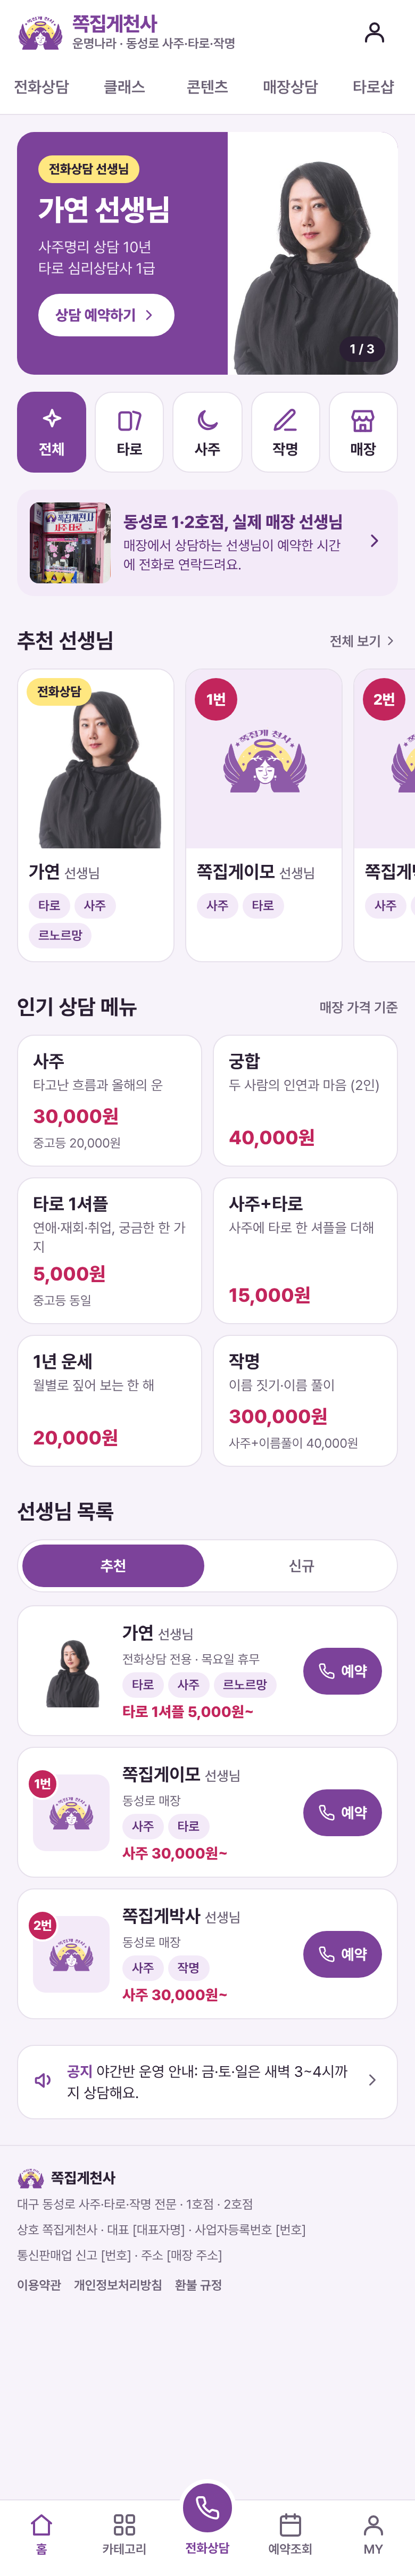 쪽집게천사
운명나라 · 동성로 사주·타로·작명
전화상담 클래스 콘텐츠 매장상담 타로샵
전화상담 선생님
가연 선생님
사주명리 상담 10년
타로 심리상담사 1급
상담 예약하기
1 / 3
전체 타로 사주 작명 매장
쪽집게천사
사주 타로
동성로 1·2호점, 실제 매장 선생님
매장에서 상담하는 선생님이 예약한 시간
에 전화로 연락드려요.
추천 선생님
전체 보기
전화상담
가연 선생님
타로 사주
르노르망
1번
쪽집게 천사
쪽집게이모 선생님
사주 타로
2번
사주
인기 상담 메뉴
매장 가격 기준
사주
타고난 흐름과 올해의 운
30,000원
중고등 20,000원
궁합
두 사람의 인연과 마음 (2인)
40,000원
타로 1셔플
연애·재회·취업, 궁금한 한 가
지
5,000원
중고등 동일
사주+타로
사주에 타로 한 셔플을 더해
15,000원
1년 운세
월별로 짚어 보는 한 해
20,000원
작명
이름 짓기·이름 풀이
300,000원
사주+이름풀이 40,000원
선생님 목록
추천 신규
가연 선생님
전화상담 전용 · 목요일 휴무
타로 사주 르노르망
타로 1셔플 5,000원~
예약
1번
쪽집게이모 선생님
동성로 매장
사주 타로
사주 30,000원~
예약
2번
쪽집게박사 선생님
동성로 매장
사주 작명
사주 30,000원~
예약
공지 야간반 운영 안내: 금·토·일은 새벽 3~4시까
지 상담해요.
쪽집게천사
대구 동성로 사주·타로·작명 전문 · 1호점 · 2호점
상호 쪽집게천사 · 대표 [대표자명] · 사업자등록번호 [번호]
통신판매업 신고 [번호] · 주소 [매장 주소]
이용약관 개인정보처리방침 환불 규정
홈 카테고리 전화상담 예약조회 MY